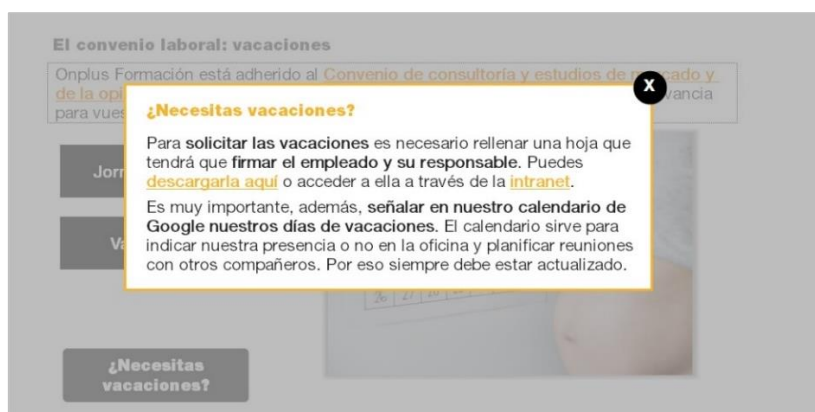 El convenio laboral: vacaciones
Onplus Formación está adherido al Convenio de consultoría y estudios de mercado y
de la opi
para vues
¿Necesitas vacaciones?
X
Para solicitar las vacaciones es necesario rellenar una hoja que
tendrá que firmar el empleado y su responsable. Puedes
descargarla aquí o acceder a ella a través de la intranet.
Es muy importante, además, señalar en nuestro calendario de
Google nuestros días de vacaciones. El calendario sirve para
indicar nuestra presencia o no en la oficina y planificar reuniones
con otros compañeros. Por eso siempre debe estar actualizado.
26 27
¿Necesitas
vacaciones?